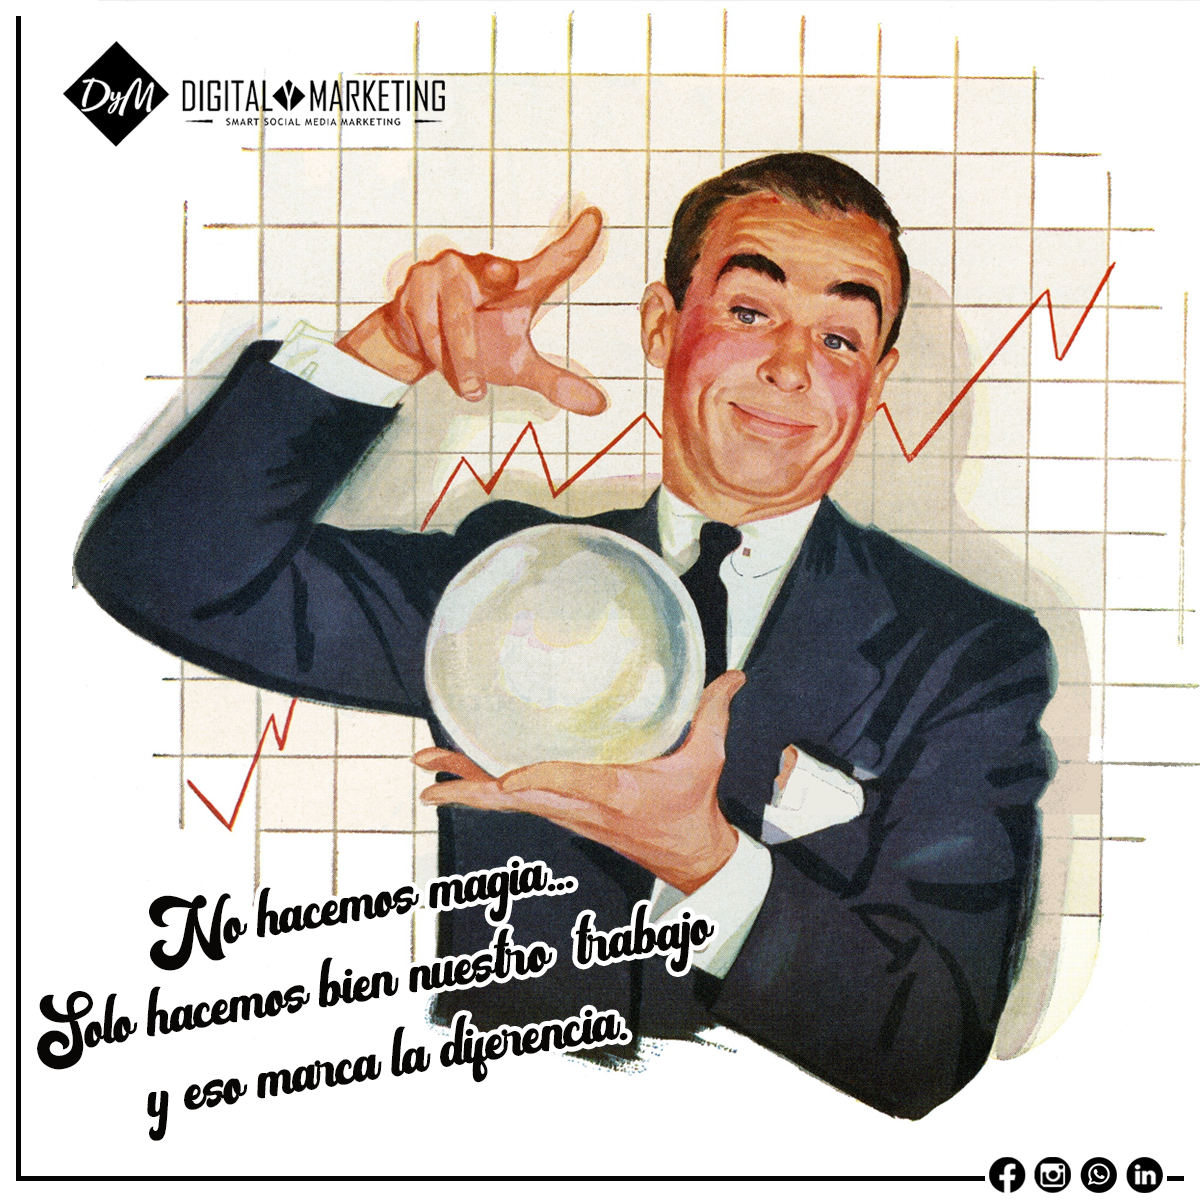 DyM
DIGITAL Y MARKETING
SMART SOCIAL MEDIA MARKETING
No hacemos magia...
Solo hacemos bien nuestro trabajo
y eso marca la diferencia.